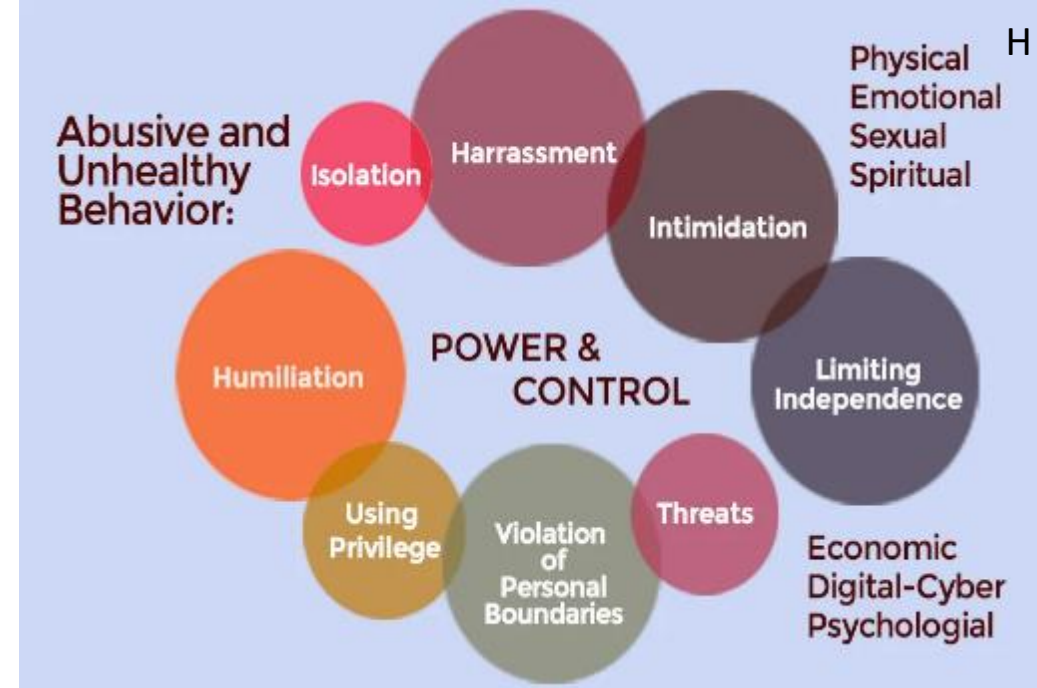 Abusive and
Unhealthy
Behavior:
Isolation
Harrassment
Intimidation
Physical
Emotional
Sexual
Spiritual
H
Humiliation
POWER &
CONTROL
Limiting
Independence
Using
Privilege
Violation
of
Personal
Boundaries
Threats
Economic
Digital-Cyber
Psychologial